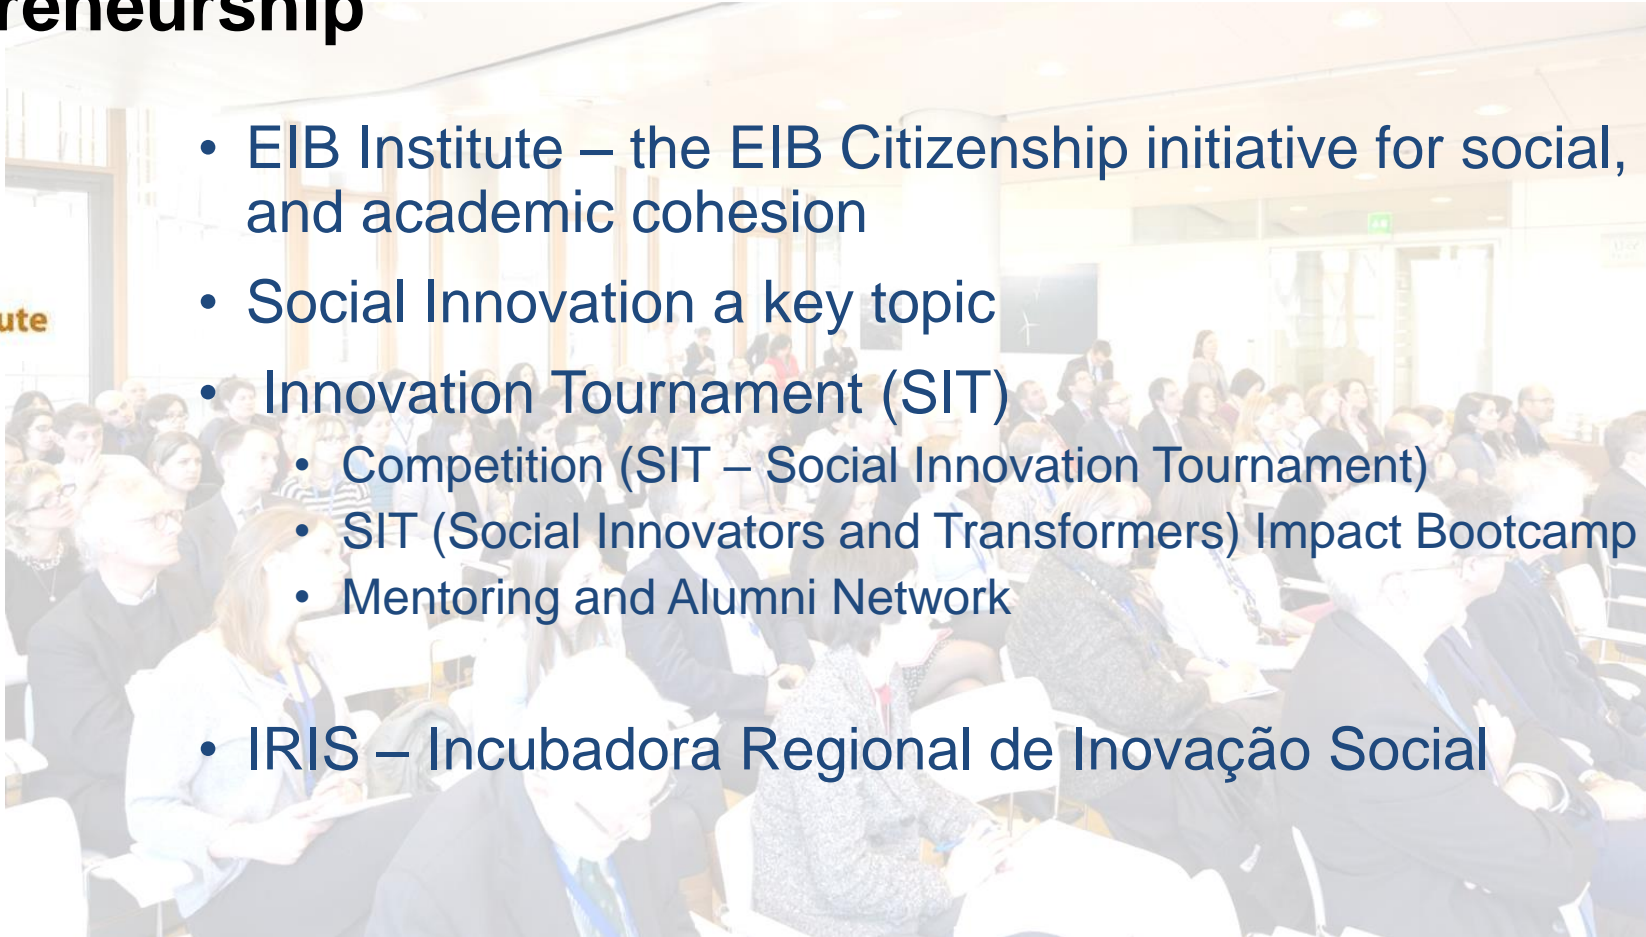 reneurship
• EIB Institute – the EIB Citizenship initiative for social,
and academic cohesion
• Social Innovation a key topic
ute
• Innovation Tournament (SIT)
• Competition (SIT – Social Innovation Tournament)
• SIT (Social Innovators and Transformers) Impact Bootcamp
• Mentoring and Alumni Network
• IRIS – Incubadora Regional de Inovação Social